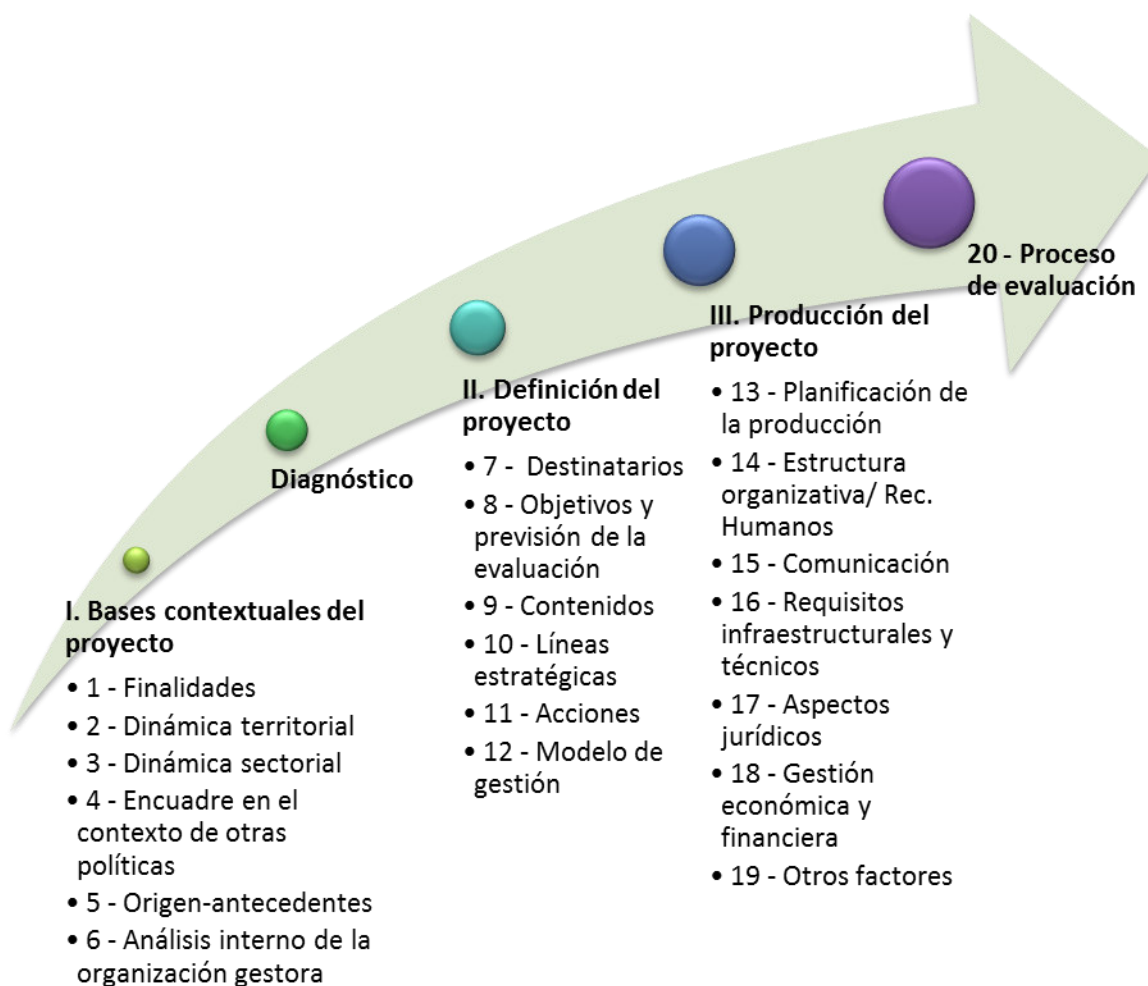 I. Bases contextuales del
proyecto
• 1 - Finalidades
• 2 - Dinámica territorial
• 3 - Dinámica sectorial
• 4 - Encuadre en el
contexto de otras
políticas
• 5 - Origen-antecedentes
• 6 - Análisis interno de la
organización gestora
Diagnóstico
II. Definición del
proyecto
• 7 - Destinatarios
• 8 - Objetivos y
previsión de la
evaluación
• 9 - Contenidos
• 10 - Líneas
estratégicas
• 11 - Acciones
• 12 - Modelo de
gestión
III. Producción del
proyecto
• 13 - Planificación de
la producción
• 14 - Estructura
organizativa/ Rec.
Humanos
• 15 - Comunicación
• 16 - Requisitos
infraestructurales y
técnicos
• 17 - Aspectos
jurídicos
• 18 - Gestión
económica y
financiera
• 19 - Otros factores
20 - Proceso
de evaluación